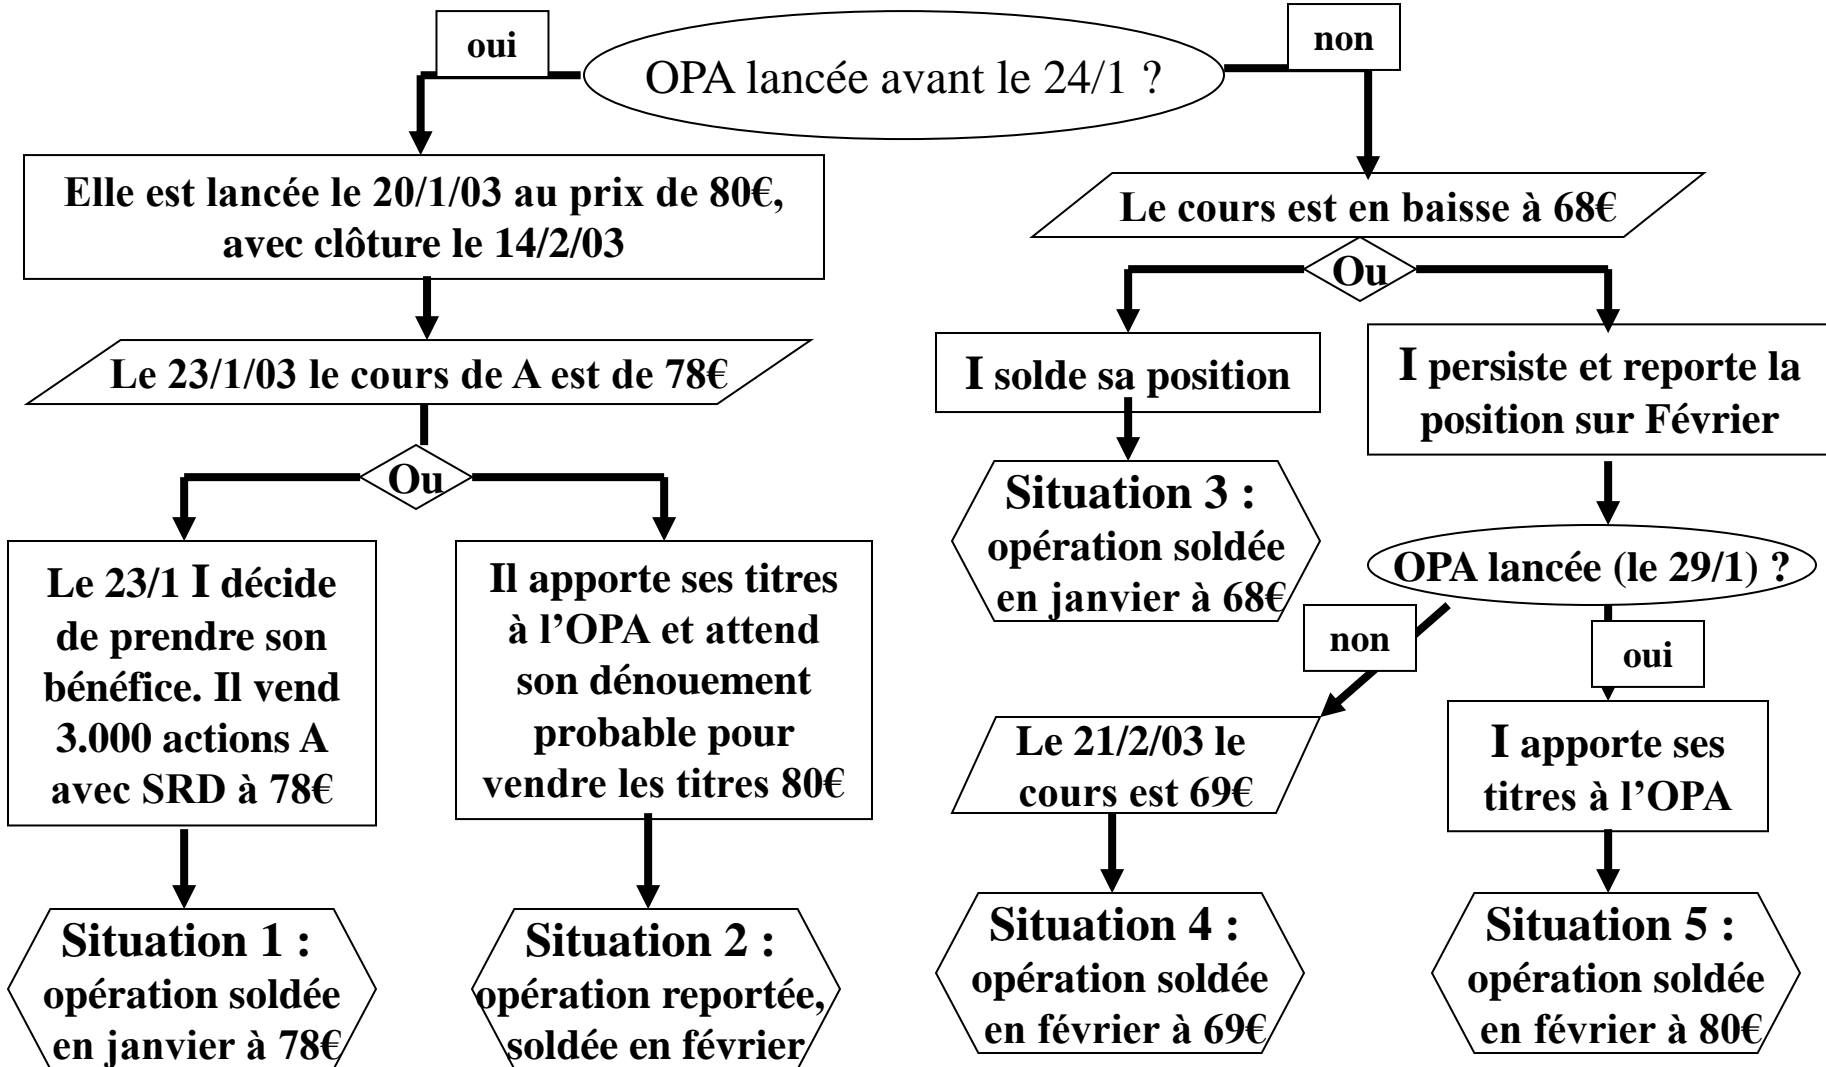 oui
OPA lancée avant le 24/1 ?
non
Elle est lancée le 20/1/03 au prix de 80€,
avec clôture le 14/2/03
Le 23/1/03 le cours de A est de 78€
Ou
Le 23/1 I décide
de prendre son
bénéfice. Il vend
3.000 actions A
avec SRD à 78€
Situation 1 :
opération soldée
en janvier à 78€
Il apporte ses titres
à l’OPA et attend
son dénouement
probable pour
vendre les titres 80€
Situation 2 :
opération reportée,
soldée en février
Le cours est en baisse à 68€
Ou
I solde sa position
Situation 3 :
opération soldée
en janvier à 68€
I persiste et reporte la
position sur Février
OPA lancée (le 29/1) ?
non
Le 21/2/03 le
cours est 69€
Situation 4 :
opération soldée
en février à 69€
oui
I apporte ses
titres à l’OPA
Situation 5 :
opération soldée
en février à 80€